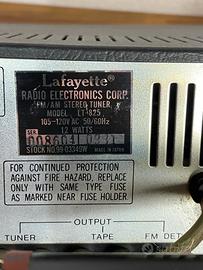 Lafayette®
RADIO ELECTRONICS CORP.
FM/AM STEREO TUNER
MODEL LT-825
105-120V AC 50/60Hz
12 WATTS
SER
STOCK NO. 99-03340W MADE IN JAPAN
FOR CONTINUED PROTECTION
AGAINST FIRE HAZARD, REPLACE
ONLY WITH SAME TYPE FUSE
AS MARKED NEAR FUSE HOLDER
OUTPUT
TUNER TAPE FM DET